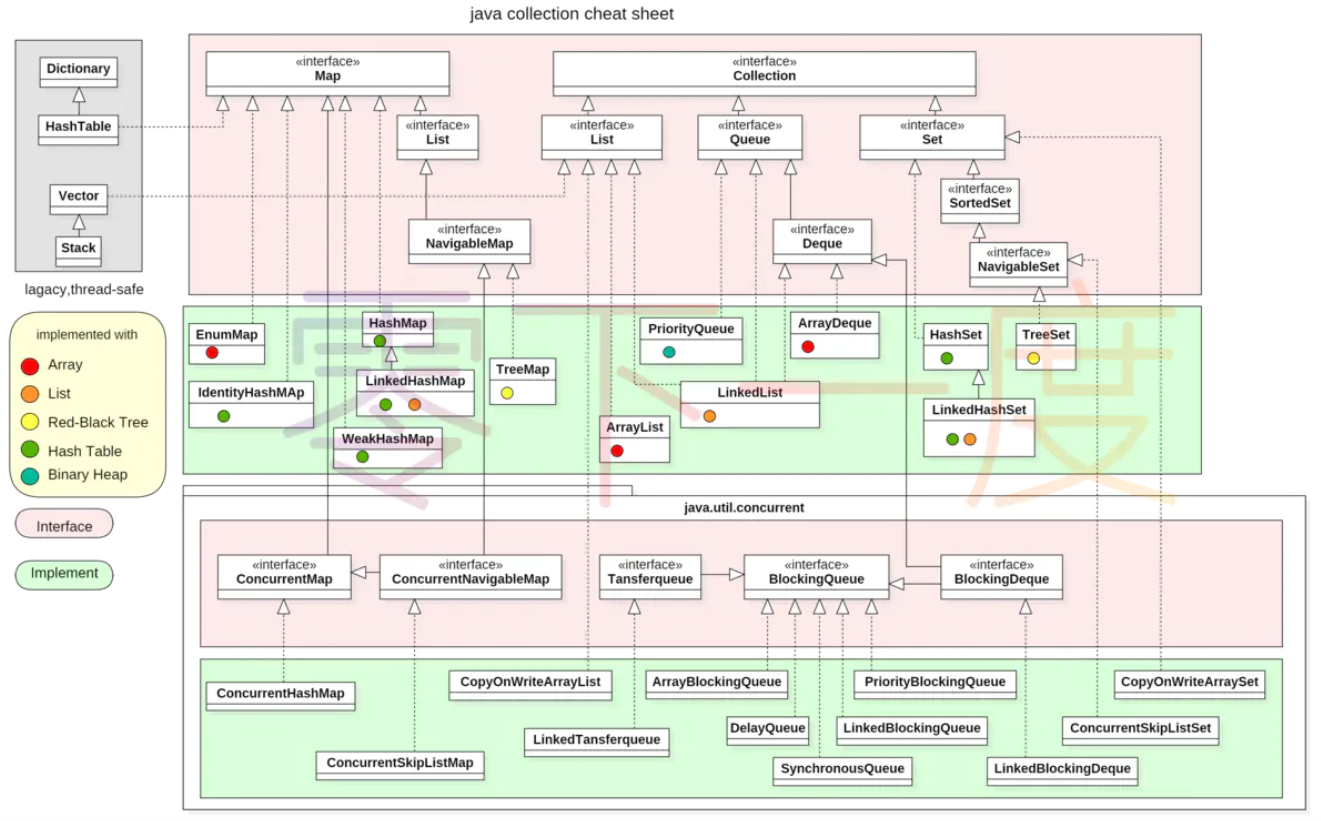 java collection cheat sheet
Dictionary
HashTable
Vector
Stack
lagacy,thread-safe
implemented with
Array
List
Red-Black Tree
Hash Table
Binary Heap
Interface
Implement
«interface»
Map
«interface»
Collection
«interface»
List
«interface»
List
«interface»
Queue
«interface»
Set
«interface»
SortedSet
«interface»
NavigableMap
«interface»
Deque
«interface»
NavigableSet
EnumMap
HashMap
PriorityQueue
ArrayDeque
HashSet
TreeSet
IdentityHashMAp
LinkedHashMap
TreeMap
LinkedList
LinkedHashSet
WeakHashMap
ArrayList
零下一度
java.util.concurrent
«interface»
ConcurrentMap
«interface»
ConcurrentNavigableMap
«interface»
Tansferqueue
«interface»
BlockingQueue
«interface»
BlockingDeque
ConcurrentHashMap
CopyOnWriteArrayList
ArrayBlockingQueue
PriorityBlockingQueue
CopyOnWriteArraySet
DelayQueue
LinkedBlockingQueue
ConcurrentSkipListSet
LinkedTansferqueue
ConcurrentSkipListMap
SynchronousQueue
LinkedBlockingDeque